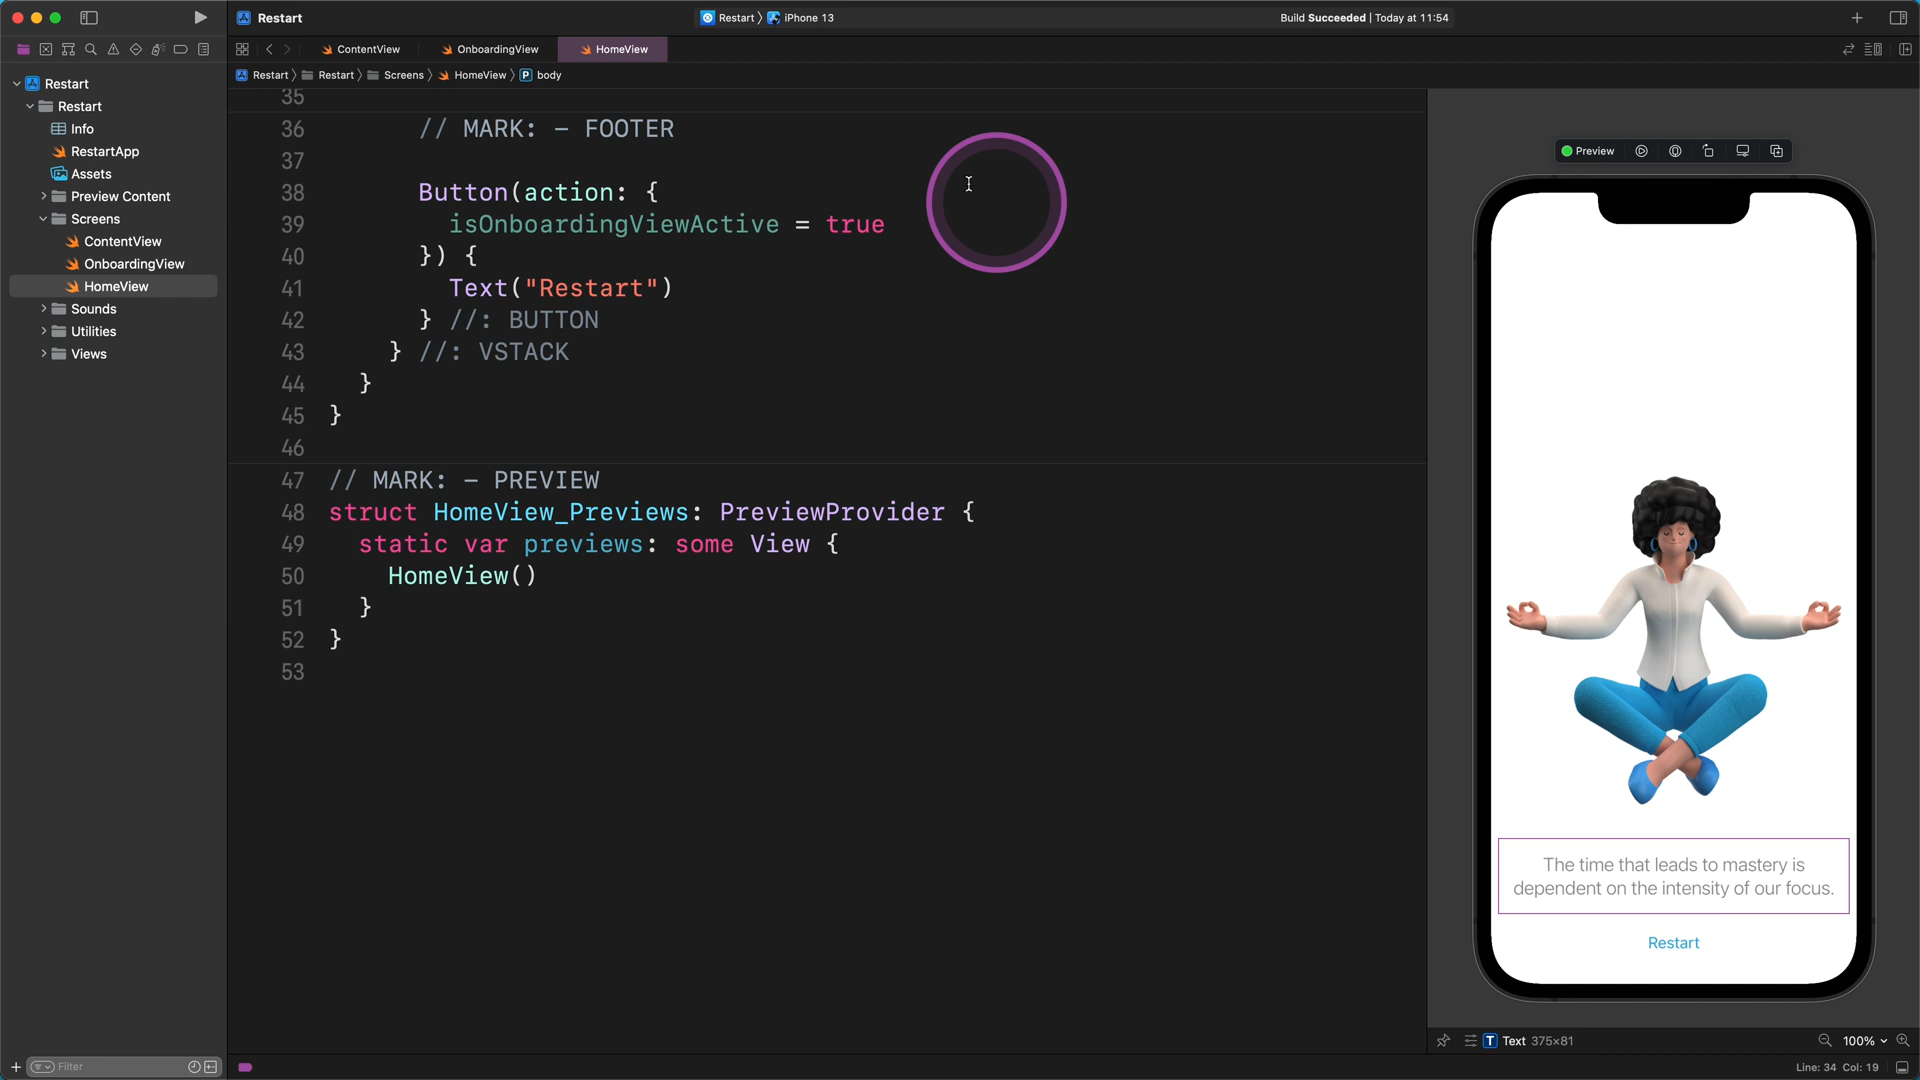 Restart
Restart 〉 iPhone 13
Build Succeeded | Today at 11:54
ContentView
OnboardingView
HomeView
Restart 〉 Restart 〉 Screens 〉 HomeView 〉 P body
Restart
Restart
Info
RestartApp
Assets
Preview Content
Screens
ContentView
OnboardingView
HomeView
Sounds
Utilities
Views
35
36 // MARK: – FOOTER
37
38 Button(action: {
39 isOnboardingViewActive = true
40 }) {
41 Text("Restart")
42 } //: BUTTON
43 } //: VSTACK
44 }
45 }
46
47 // MARK: – PREVIEW
48 struct HomeView_Previews: PreviewProvider {
49 static var previews: some View {
50 HomeView()
51 }
52 }
53
Preview
The time that leads to mastery is
dependent on the intensity of our focus.
Restart
T Text 375×81
100%
Filter
Line: 34 Col: 19